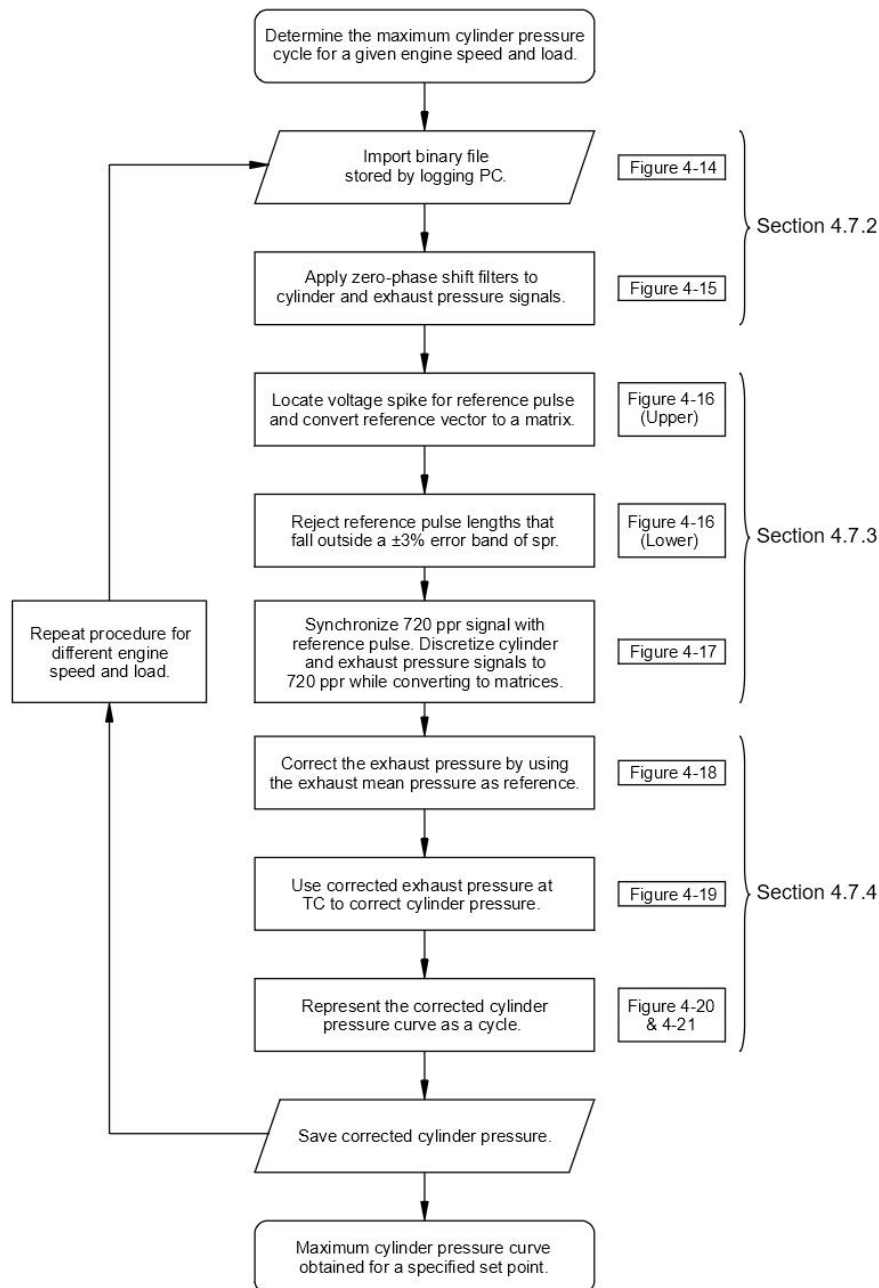 Determine the maximum cylinder pressure
cycle for a given engine speed and load.
Import binary file
stored by logging PC.
Figure 4-14
Section 4.7.2
Apply zero-phase shift filters to
cylinder and exhaust pressure signals.
Figure 4-15
Locate voltage spike for reference pulse
and convert reference vector to a matrix.
Figure 4-16
(Upper)
Reject reference pulse lengths that
fall outside a ±3% error band of spr.
Figure 4-16
(Lower)
Section 4.7.3
Repeat procedure for
different engine
speed and load.
Synchronize 720 ppr signal with
reference pulse. Discretize cylinder
and exhaust pressure signals to
720 ppr while converting to matrices.
Figure 4-17
Correct the exhaust pressure by using
the exhaust mean pressure as reference.
Figure 4-18
Use corrected exhaust pressure at
TC to correct cylinder pressure.
Figure 4-19
Section 4.7.4
Represent the corrected cylinder
pressure curve as a cycle.
Figure 4-20
& 4-21
Save corrected cylinder pressure.
Maximum cylinder pressure curve
obtained for a specified set point.